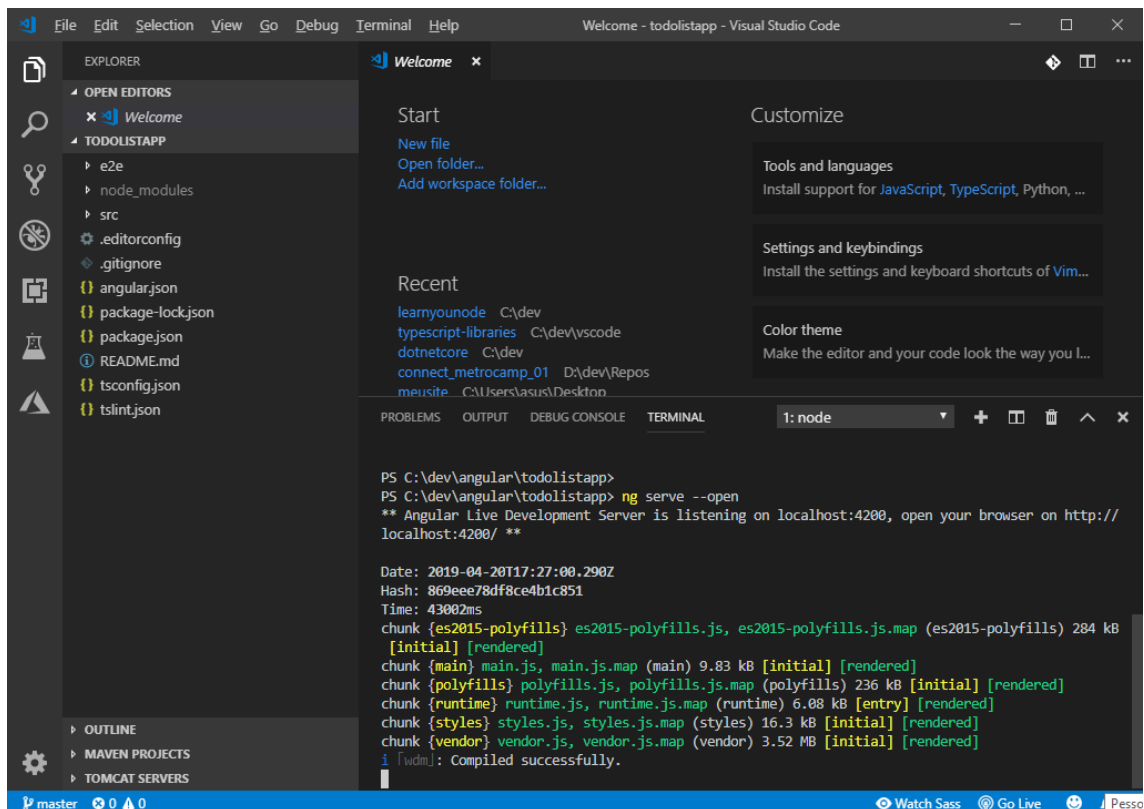 File Edit Selection View Go Debug Terminal Help
Welcome - todolistapp - Visual Studio Code
EXPLORER
OPEN EDITORS
Welcome
TODOLISTAPP
e2e
node_modules
src
.editorconfig
.gitignore
angular.json
package-lock.json
package.json
README.md
tsconfig.json
tslint.json
OUTLINE
MAVEN PROJECTS
TOMCAT SERVERS
Welcome
Start
New file
Open folder...
Add workspace folder...
Recent
learnyounode C:\dev
typescript-libraries C:\dev\vscode
dotnetcore C:\dev
connect_metrocamp_01 D:\dev\Repos
meusite C:\Users\asus\Desktop
Customize
Tools and languages
Install support for JavaScript, TypeScript, Python, ...
Settings and keybindings
Install the settings and keyboard shortcuts of Vim...
Color theme
Make the editor and your code look the way you l...
PROBLEMS OUTPUT DEBUG CONSOLE TERMINAL
1: node
PS C:\dev\angular\todolistapp>
PS C:\dev\angular\todolistapp> ng serve --open
** Angular Live Development Server is listening on localhost:4200, open your browser on http://
localhost:4200/ **
Date: 2019-04-20T17:27:00.290Z
Hash: 869eee78df8ce4b1c851
Time: 43002ms
chunk {es2015-polyfills} es2015-polyfills.js, es2015-polyfills.js.map (es2015-polyfills) 284 kB
[initial] [rendered]
chunk {main} main.js, main.js.map (main) 9.83 kB [initial] [rendered]
chunk {polyfills} polyfills.js, polyfills.js.map (polyfills) 236 kB [initial] [rendered]
chunk {runtime} runtime.js, runtime.js.map (runtime) 6.08 kB [entry] [rendered]
chunk {styles} styles.js, styles.js.map (styles) 16.3 kB [initial] [rendered]
chunk {vendor} vendor.js, vendor.js.map (vendor) 3.52 MB [initial] [rendered]
i ｢wdm｣: Compiled successfully.
master 0 0
Watch Sass Go Live
Pesso